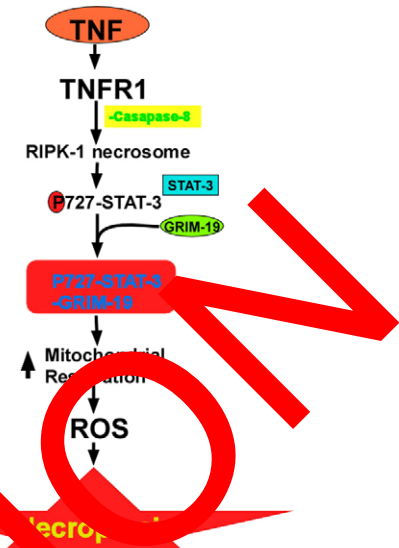 TNF
TNFR1
-Casapase-8
RIPK-1 necrosome
STAT-3
P727-STAT-3
GRIM-19
P727-STAT-3
-GRIM-19
Mitochondrial
ROS